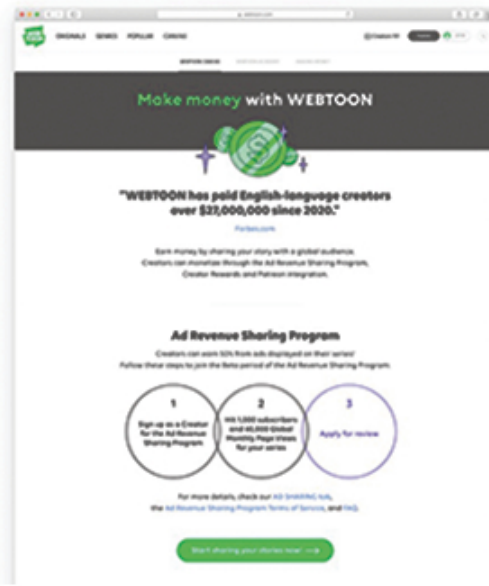 webtoon.com
WEB
TOON
ORIGINALS GENRES POPULAR CANVAS
Creators 101
Make money with WEBTOON
"WEBTOON has paid English-language creators
over $27,000,000 since 2020."
Forbes.com
Earn money by sharing your story with a global audience.
Creators can monetize through the Ad Revenue Sharing Program,
Creator Rewards and Patreon integration.
Ad Revenue Sharing Program
Creators can earn 50% from ads displayed on their series!
Follow these steps to join the Beta period of the Ad Revenue Sharing Program
1
Sign up as a Creator
for the Ad Revenue
Sharing Program
2
Hit 1,000 subscribers
and 40,000 Global
Monthly Page Views
for your series
3
Apply for review
For more details, check our AD SHARING tab,
the Ad Revenue Sharing Program Terms of Service, and FAQ.
Start sharing your stories now! →